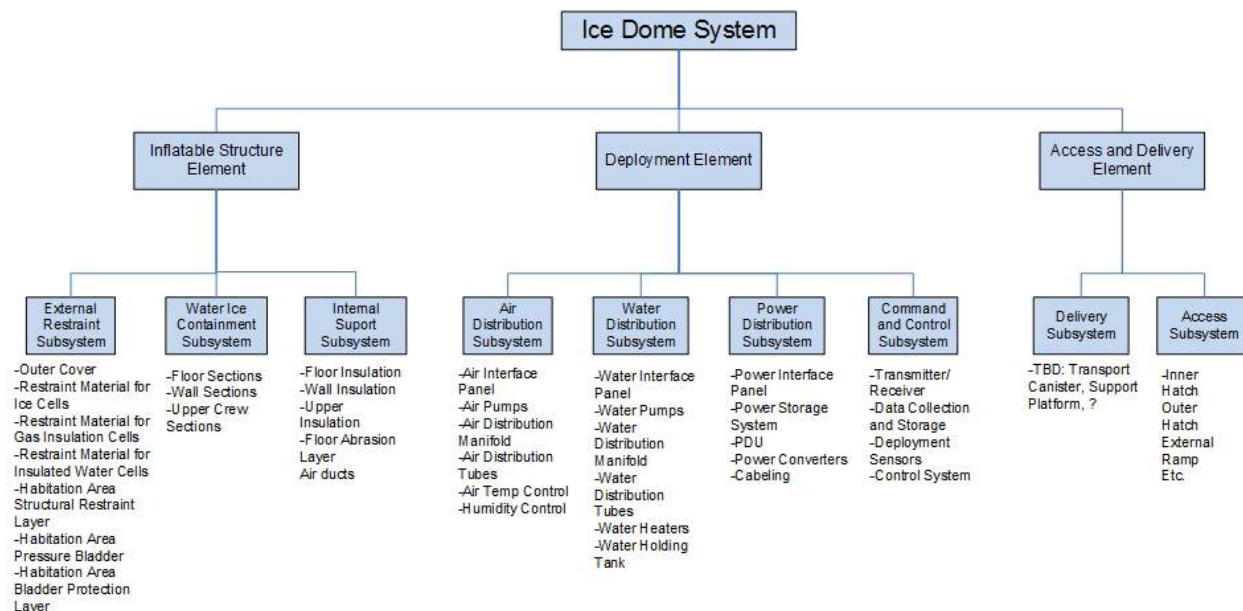 Ice Dome System
Inflatable Structure
Element
Deployment Element
Access and Delivery
Element
External
Restraint
Subsystem
-Outer Cover
-Restraint Material for
Ice Cells
-Restraint Material for
Gas Insulation Cells
-Restraint Material for
Insulated Water Cells
-Habitation Area
Structural Restraint
Layer
-Habitation Area
Pressure Bladder
-Habitation Area
Bladder Protection
Layer
Water Ice
Containment
Subsystem
-Floor Sections
-Wall Sections
-Upper Crew
Sections
Internal
Suport
Subsystem
-Floor Insulation
-Wall Insulation
-Upper
Insulation
-Floor Abrasion
Layer
Air ducts
Air
Distribution
Subsystem
-Air Interface
Panel
-Air Pumps
-Air Distribution
Manifold
-Air Distribution
Tubes
-Air Temp Control
-Humidity Control
Water
Distribution
Subsystem
-Water Interface
Panel
-Water Pumps
-Water
Distribution
Manifold
-Water
Distribution
Tubes
-Water Heaters
-Water Holding
Tank
Power
Distribution
Subsystem
-Power Interface
Panel
-Power Storage
System
-PDU
-Power Converters
-Cabeling
Command
and Control
Subsystem
-Transmitter/
Receiver
-Data Collection
and Storage
-Deployment
Sensors
-Control System
Delivery
Subsystem
-TBD: Transport
Canister, Support
Platform, ?
Access
Subsystem
-Inner
Hatch
Outer
Hatch
External
Ramp
Etc.